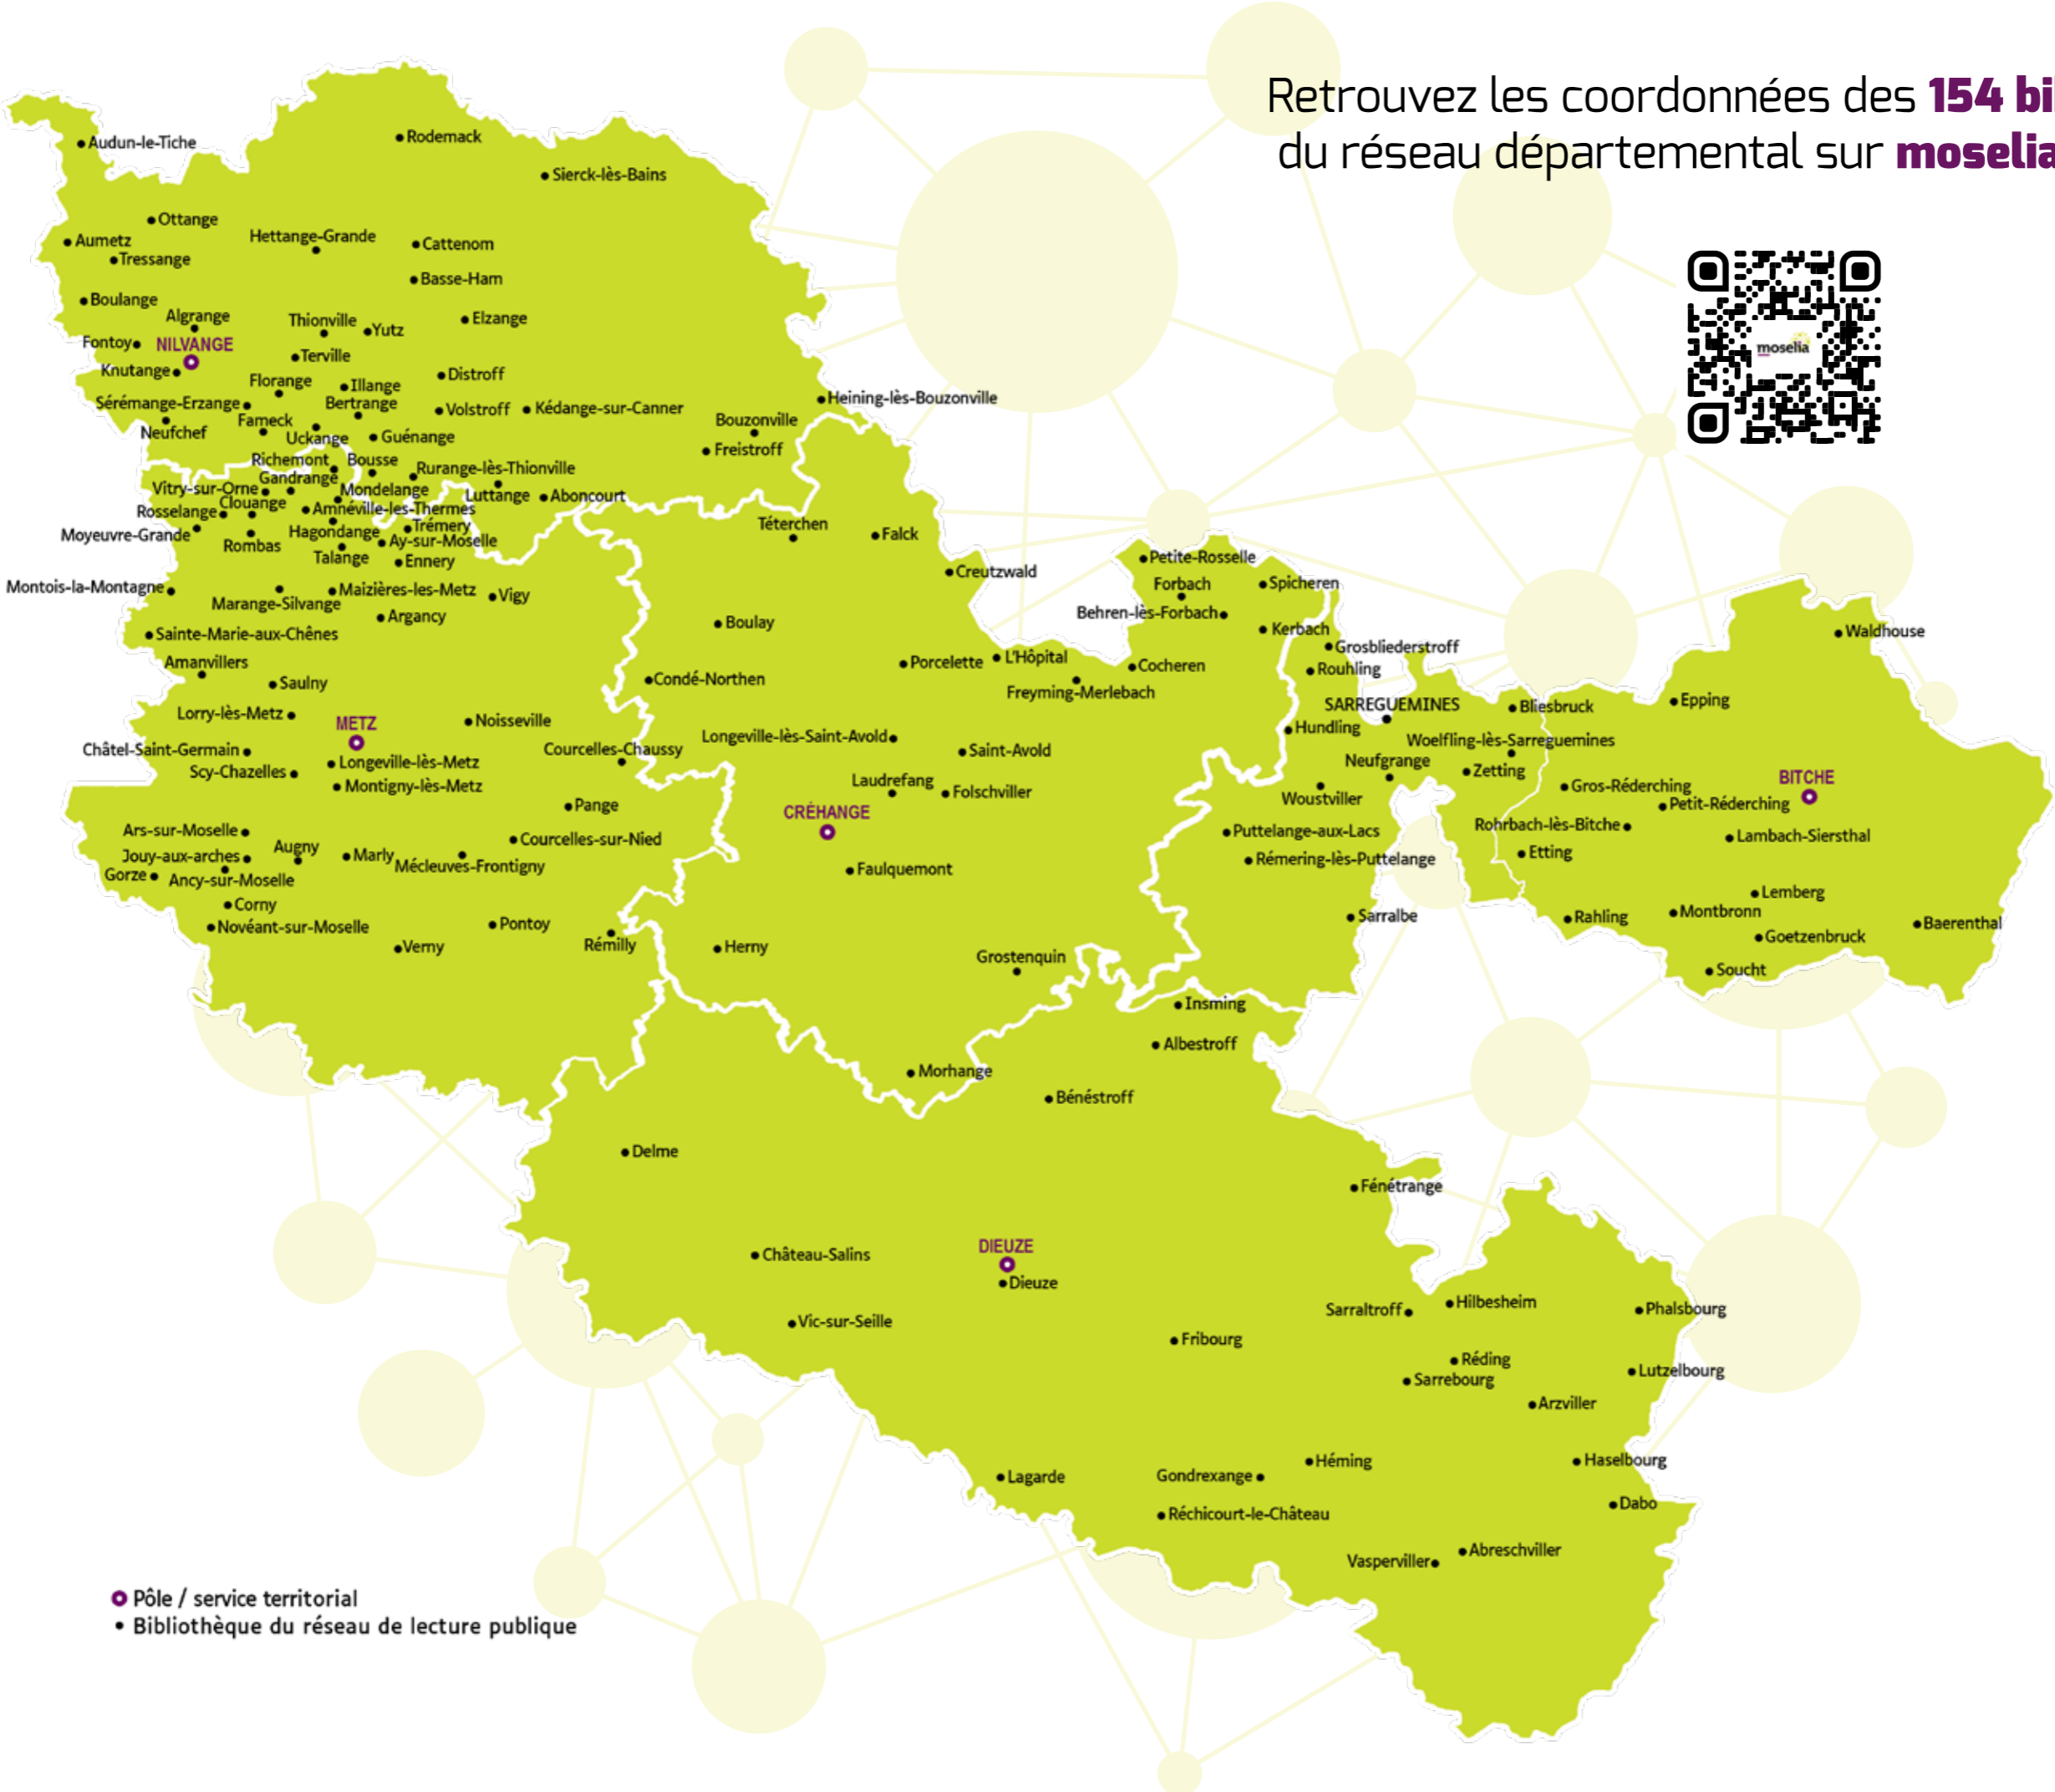 Retrouvez les coordonnées des 154 bi
du réseau départemental sur moselia
moselia
Audun-le-Tiche
Rodemack
Sierck-lès-Bains
Ottange
Aumetz
Hettange-Grande
Cattenom
Tressange
Basse-Ham
Boulange
Algrange
Thionville
Yutz
Elzange
Fontoy
NILVANGE
Terville
Knutange
Florange
Illange
Distroff
Sérémange-Erzange
Bertrange
Volstroff
Kédange-sur-Canner
Heining-lès-Bouzonville
Neufchef
Fameck
Uckange
Guénange
Bouzonville
Freistroff
Richemont
Bousse
Rurange-lès-Thionville
Vitry-sur-Orne
Gandrange
Mondelange
Luttange
Aboncourt
Rosselange
Clouange
Amnéville-les-Thermes
Moyeuvre-Grande
Rombas
Hagondange
Trémery
Talange
Ay-sur-Moselle
Ennery
Téterchen
Falck
Creutzwald
Petite-Rosselle
Forbach
Spicheren
Behren-lès-Forbach
Kerbach
Montois-la-Montagne
Marange-Silvange
Maizières-les-Metz
Vigy
Argancy
Boulay
Sainte-Marie-aux-Chênes
Amanvillers
Saulny
Condé-Northen
Porcelette
L'Hôpital
Cocheren
Freyming-Merlebach
Grosbliederstroff
Rouhling
Waldhouse
Lorry-lès-Metz
METZ
Noisseville
SARREGUEMINES
Bliesbruck
Epping
Hundling
Châtel-Saint-Germain
Longeville-lès-Metz
Courcelles-Chaussy
Longeville-lès-Saint-Avold
Saint-Avold
Woelfling-lès-Sarreguemines
Neufgrange
Zetting
Scy-Chazelles
Montigny-lès-Metz
Laudrefang
Folschviller
Woustviller
Gros-Réderching
BITCHE
Petit-Réderching
Pange
CRÉHANGE
Puttelange-aux-Lacs
Rohrbach-lès-Bitche
Lambach-Siersthal
Ars-sur-Moselle
Courcelles-sur-Nied
Jouy-aux-arches
Augny
Marly
Mécleuves-Frontigny
Faulquemont
Rémering-lès-Puttelange
Etting
Gorze
Ancy-sur-Moselle
Corny
Lemberg
Novéant-sur-Moselle
Pontoy
Sarralbe
Rahling
Montbronn
Baerenthal
Verny
Rémilly
Herny
Grostenquin
Goetzenbruck
Soucht
Insming
Albestroff
Morhange
Bénéstroff
Delme
Fénétrange
Château-Salins
DIEUZE
Dieuze
Vic-sur-Seille
Fribourg
Sarraltroff
Hilbesheim
Phalsbourg
Réding
Sarrebourg
Lutzelbourg
Arzviller
Lagarde
Gondrexange
Héming
Haselbourg
Réchicourt-le-Château
Dabo
Vasperviller
Abreschviller
Pôle / service territorial
Bibliothèque du réseau de lecture publique